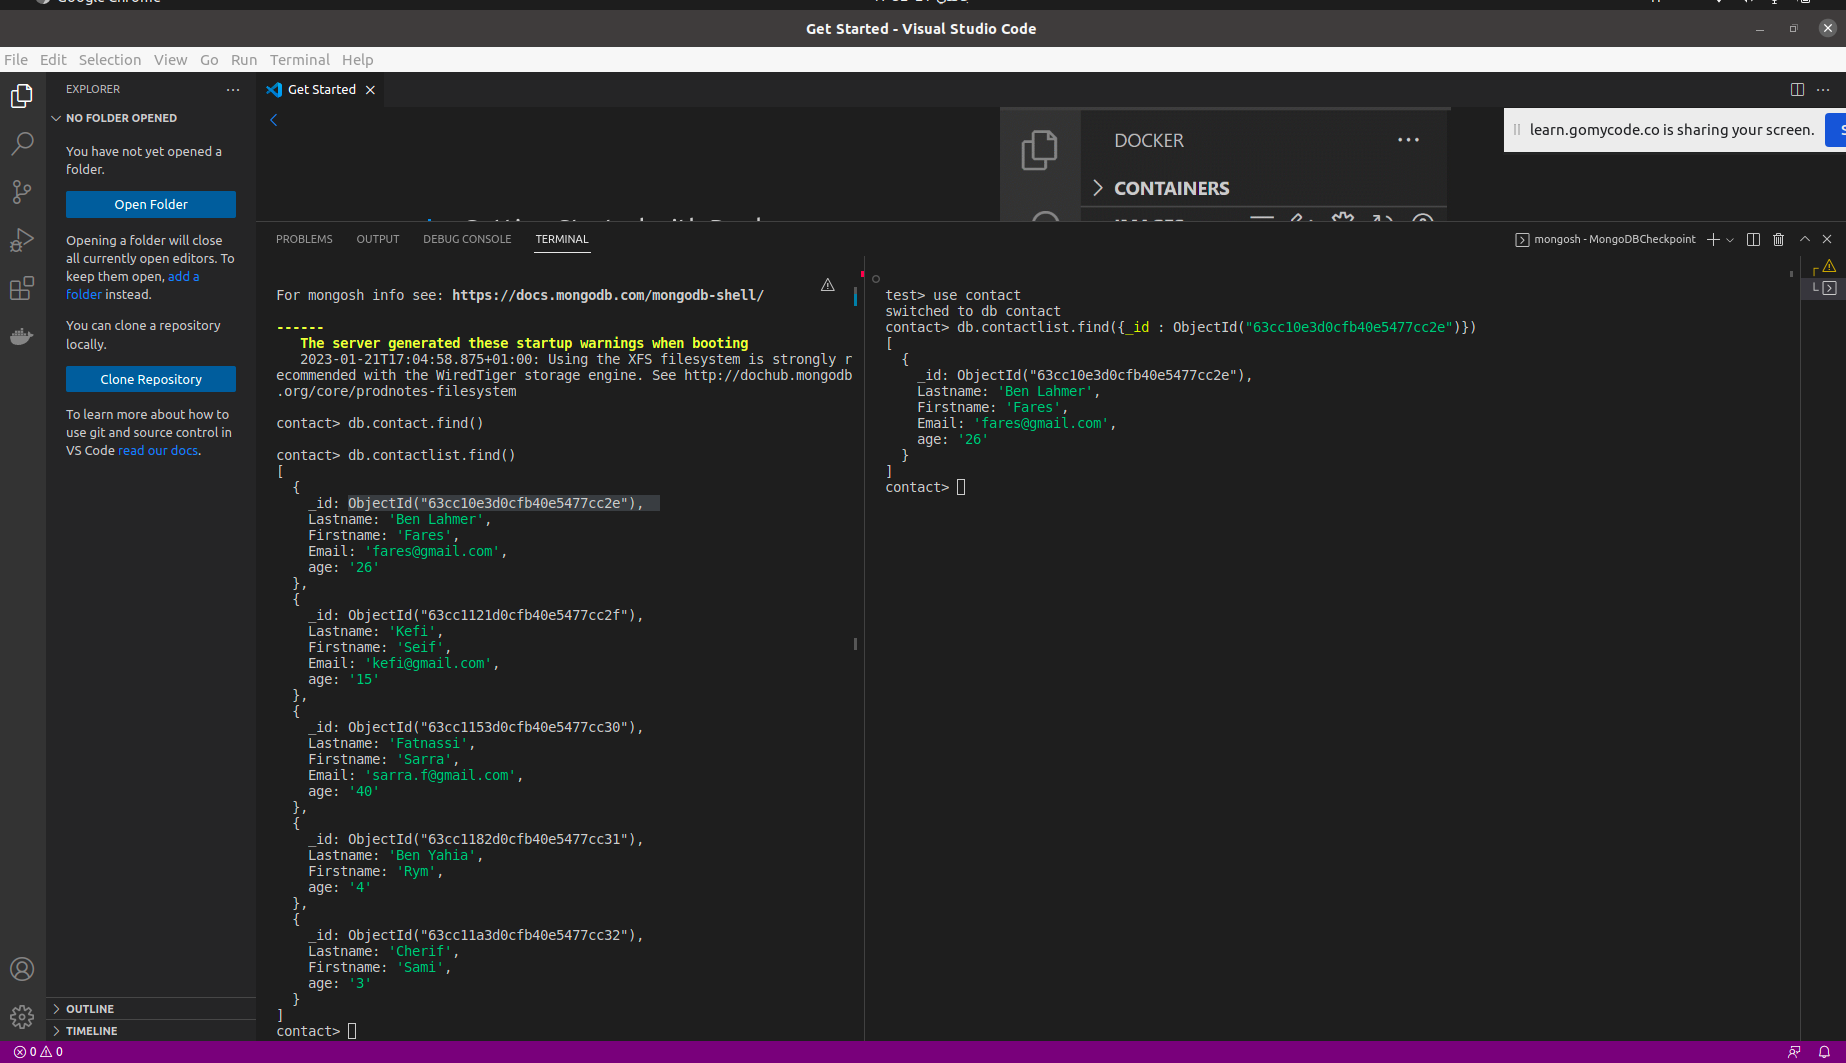 Get Started - Visual Studio Code
File Edit Selection View Go Run Terminal Help
EXPLORER
NO FOLDER OPENED
You have not yet opened a
folder.
Open Folder
Opening a folder will close
all currently open editors. To
keep them open, add a
folder instead.
You can clone a repository
locally.
Clone Repository
To learn more about how to
use git and source control in
VS Code read our docs.
OUTLINE
TIMELINE
Get Started
DOCKER
CONTAINERS
learn.gomycode.co is sharing your screen.
PROBLEMS OUTPUT DEBUG CONSOLE TERMINAL
mongosh - MongoDBCheckpoint
For mongosh info see: https://docs.mongodb.com/mongodb-shell/
------
The server generated these startup warnings when booting
2023-01-21T17:04:58.875+01:00: Using the XFS filesystem is strongly r
ecommended with the WiredTiger storage engine. See http://dochub.mongodb
.org/core/prodnotes-filesystem
contact> db.contact.find()
contact> db.contactlist.find()
[
{
_id: ObjectId("63cc10e3d0cfb40e5477cc2e"),
Lastname: 'Ben Lahmer',
Firstname: 'Fares',
Email: 'fares@gmail.com',
age: '26'
},
{
_id: ObjectId("63cc1121d0cfb40e5477cc2f"),
Lastname: 'Kefi',
Firstname: 'Seif',
Email: 'kefi@gmail.com',
age: '15'
},
{
_id: ObjectId("63cc1153d0cfb40e5477cc30"),
Lastname: 'Fatnassi',
Firstname: 'Sarra',
Email: 'sarra.f@gmail.com',
age: '40'
},
{
_id: ObjectId("63cc1182d0cfb40e5477cc31"),
Lastname: 'Ben Yahia',
Firstname: 'Rym',
age: '4'
},
{
_id: ObjectId("63cc11a3d0cfb40e5477cc32"),
Lastname: 'Cherif',
Firstname: 'Sami',
age: '3'
}
]
contact>
test> use contact
switched to db contact
contact> db.contactlist.find({_id : ObjectId("63cc10e3d0cfb40e5477cc2e")})
[
{
_id: ObjectId("63cc10e3d0cfb40e5477cc2e"),
Lastname: 'Ben Lahmer',
Firstname: 'Fares',
Email: 'fares@gmail.com',
age: '26'
}
]
contact>
0 0